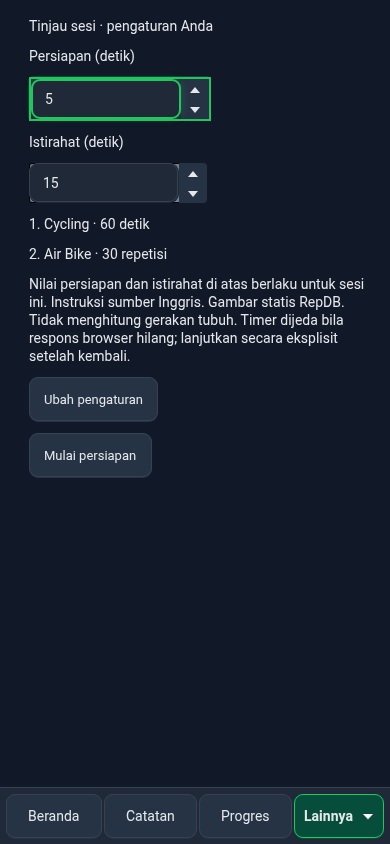 Tinjau sesi · pengaturan Anda
Persiapan (detik)
5
Istirahat (detik)
15
1. Cycling · 60 detik
2. Air Bike · 30 repetisi
Nilai persiapan dan istirahat di atas berlaku untuk sesi
ini. Instruksi sumber Inggris. Gambar statis RepDB.
Tidak menghitung gerakan tubuh. Timer dijeda bila
respons browser hilang; lanjutkan secara eksplisit
setelah kembali.
Ubah pengaturan
Mulai persiapan
Beranda Catatan Progres Lainnya